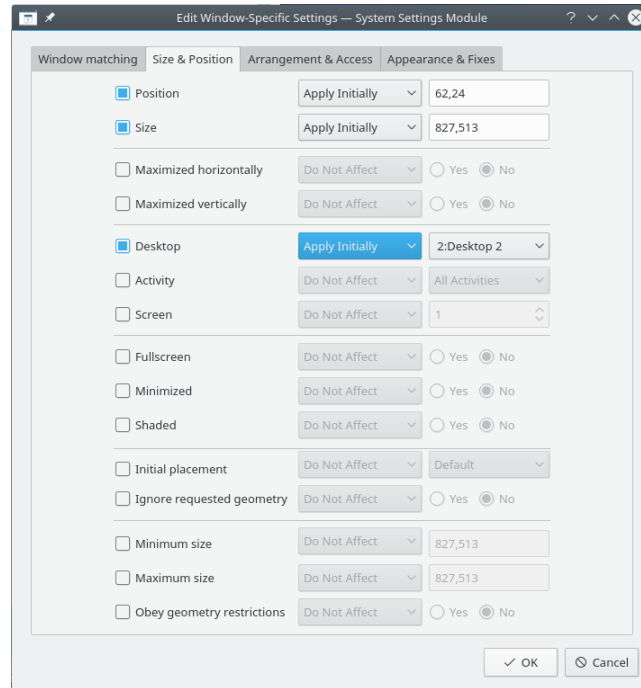 Edit Window-Specific Settings — System Settings Module
Window matching Size & Position Arrangement & Access Appearance & Fixes
Position Apply Initially 62,24
Size Apply Initially 827,513
Maximized horizontally Do Not Affect Yes No
Maximized vertically Do Not Affect Yes No
Desktop Apply Initially 2:Desktop 2
Activity Do Not Affect All Activities
Screen Do Not Affect 1
Fullscreen Do Not Affect Yes No
Minimized Do Not Affect Yes No
Shaded Do Not Affect Yes No
Initial placement Do Not Affect Default
Ignore requested geometry Do Not Affect Yes No
Minimum size Do Not Affect 827,513
Maximum size Do Not Affect 827,513
Obey geometry restrictions Do Not Affect Yes No
OK Cancel